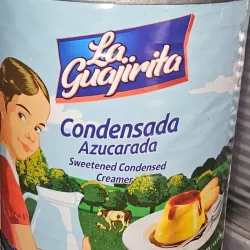 La
Guajirita
Condensada
Azucarada
Sweetened Condensed
Creamer